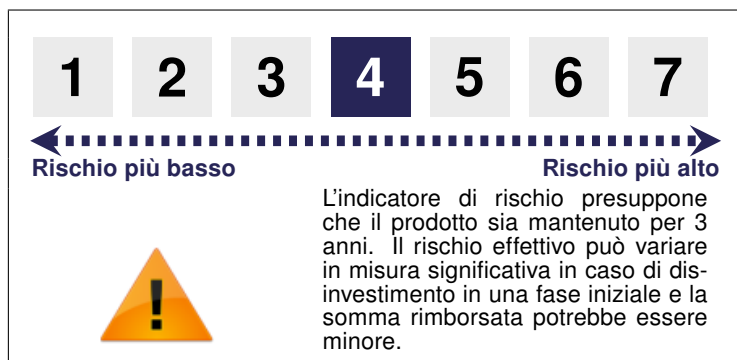 1 2 3 4 5 6 7
Rischio più basso Rischio più alto
L'indicatore di rischio presuppone
che il prodotto sia mantenuto per 3
anni. Il rischio effettivo può variare
in misura significativa in caso di dis-
investimento in una fase iniziale e la
somma rimborsata potrebbe essere
minore.
!